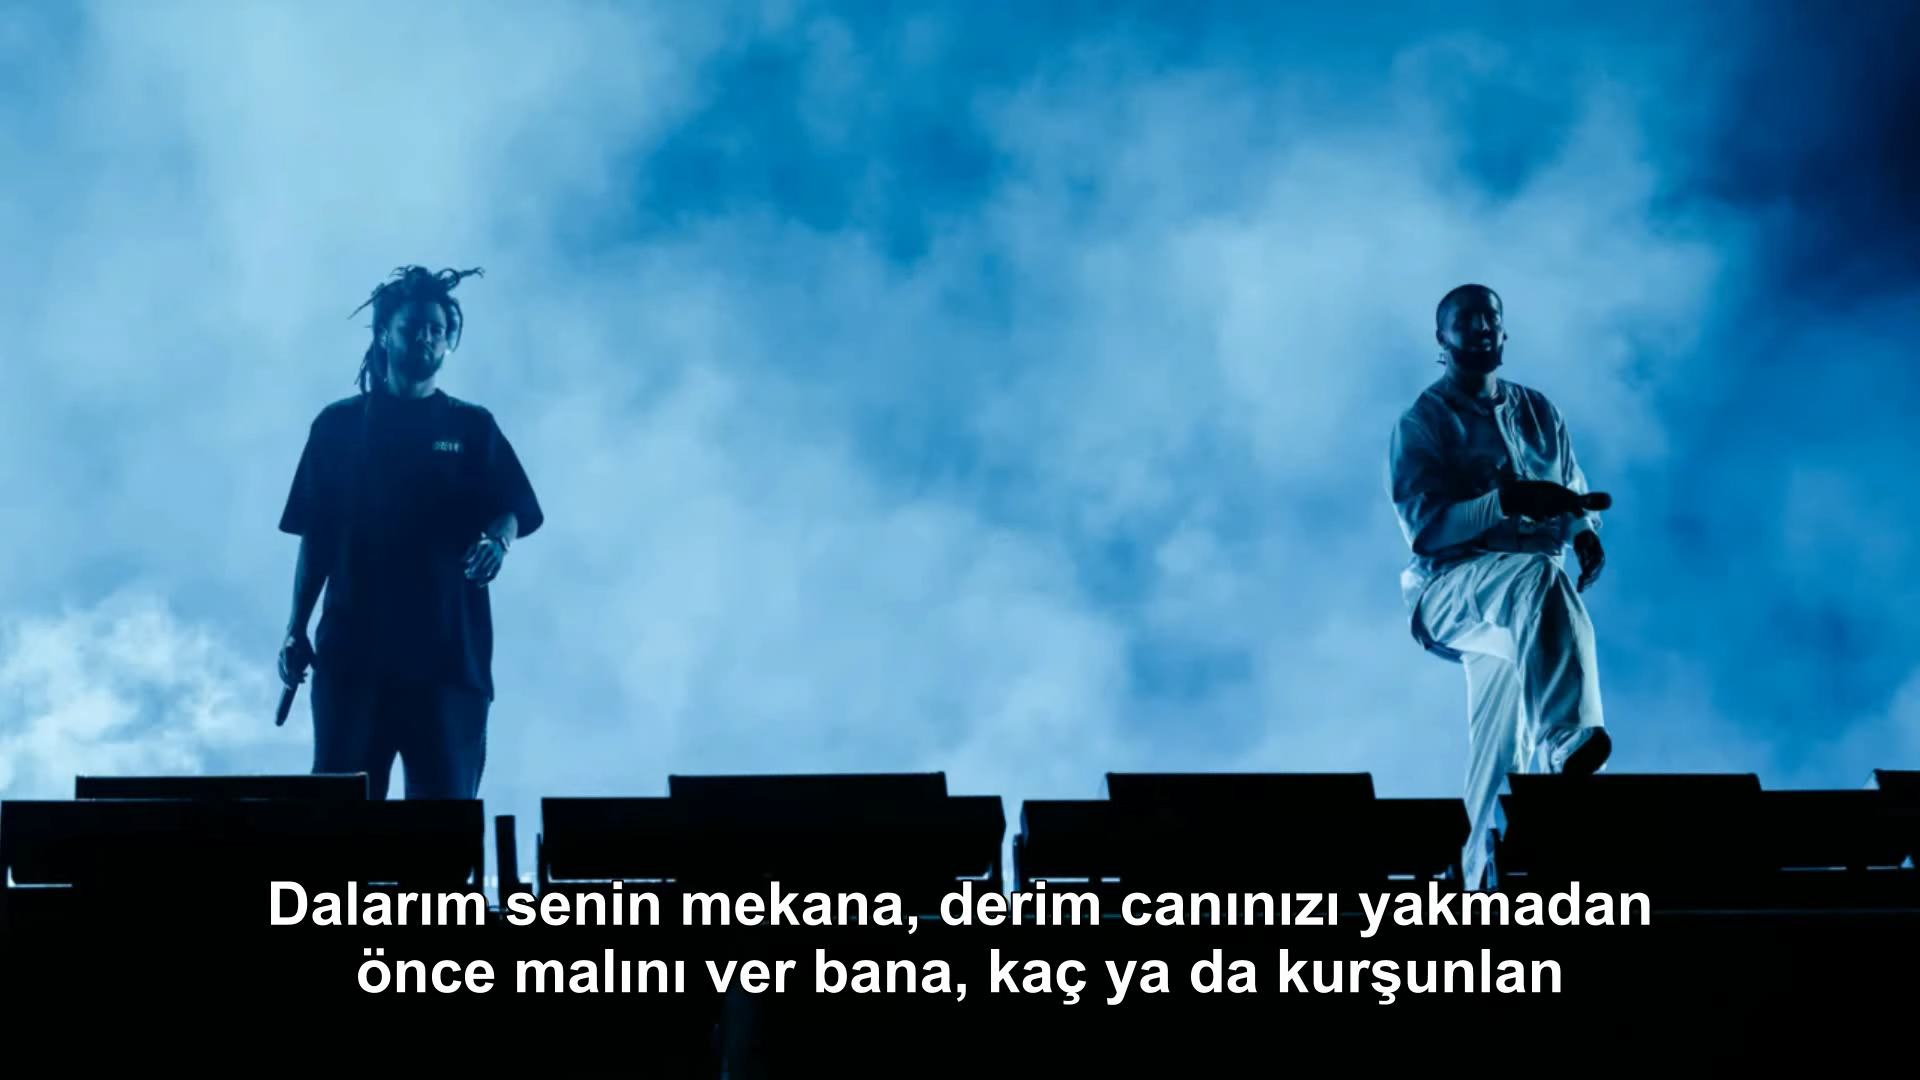 Dalarım senin mekana, derim canınızı yakmadan
önce malını ver bana, kaç ya da kurşunlan